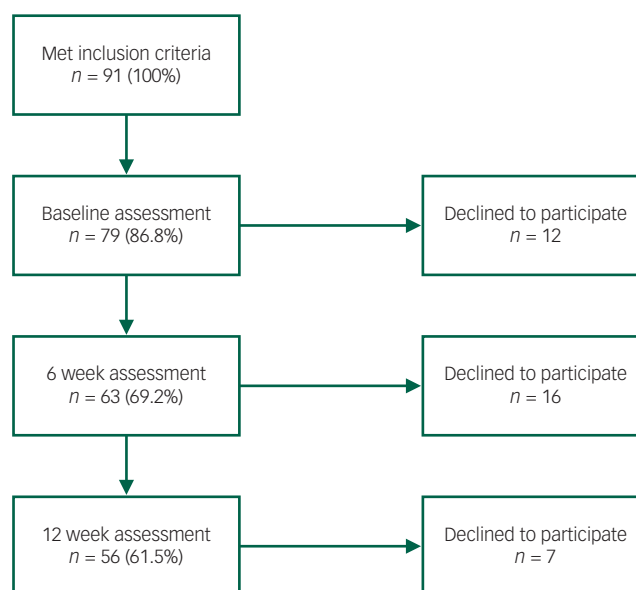 Met inclusion criteria
n = 91 (100%)
Baseline assessment
n = 79 (86.8%)
Declined to participate
n = 12
6 week assessment
n = 63 (69.2%)
Declined to participate
n = 16
12 week assessment
n = 56 (61.5%)
Declined to participate
n = 7